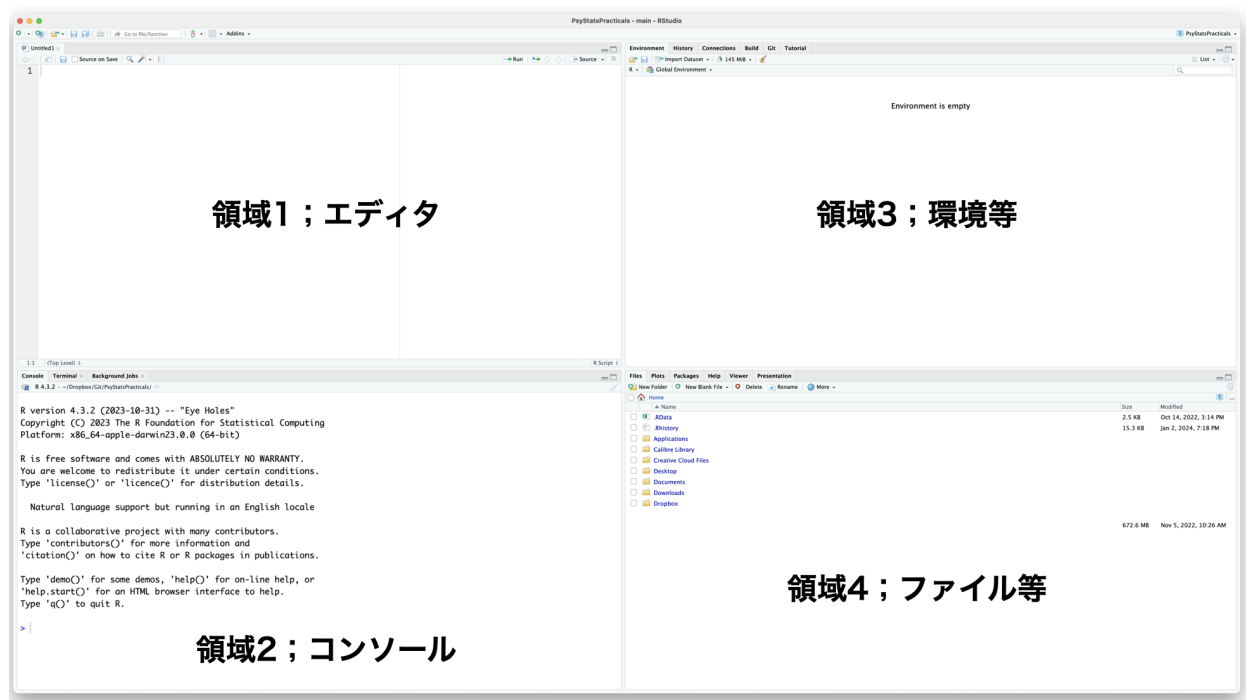 PsyStatsPracticals - main - RStudio
Go to file/function
Addins
PsyStatsPracticals
Untitled1
Source on Save
Run
Source
1
領域1；エディタ
1:1
(Top Level)
R Script
Console Terminal Background Jobs
R 4.3.2 · ~/Dropbox/Git/PsyStatsPracticals/
R version 4.3.2 (2023-10-31) -- "Eye Holes"
Copyright (C) 2023 The R Foundation for Statistical Computing
Platform: x86_64-apple-darwin23.0.0 (64-bit)
R is free software and comes with ABSOLUTELY NO WARRANTY.
You are welcome to redistribute it under certain conditions.
Type 'license()' or 'licence()' for distribution details.
Natural language support but running in an English locale
R is a collaborative project with many contributors.
Type 'contributors()' for more information and
'citation()' on how to cite R or R packages in publications.
Type 'demo()' for some demos, 'help()' for on-line help, or
'help.start()' for an HTML browser interface to help.
Type 'q()' to quit R.
>
領域2；コンソール
Environment History Connections Build Git Tutorial
Import Dataset 145 MiB List
R Global Environment
Environment is empty
領域3；環境等
Files Plots Packages Help Viewer Presentation
New Folder New Blank File Delete Rename More
Home
Name Size Modified
.RData 2.5 KB Oct 14, 2022, 3:14 PM
.Rhistory 15.3 KB Jan 2, 2024, 7:18 PM
Applications
Calibre Library
Creative Cloud Files
Desktop
Documents
Downloads
Dropbox
672.6 MB Nov 5, 2022, 10:26 AM
領域4；ファイル等